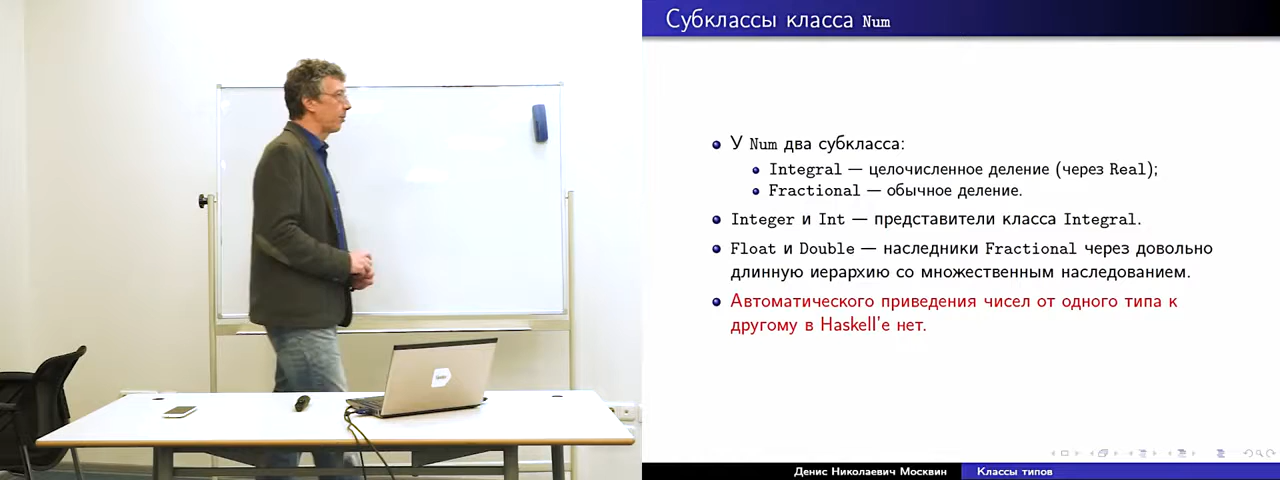 Субклассы класса Num
У Num два субкласса:
Integral — целочисленное деление (через Real);
Fractional — обычное деление.
Integer и Int — представители класса Integral.
Float и Double — наследники Fractional через довольно
длинную иерархию со множественным наследованием.
Автоматического приведения чисел от одного типа к
другому в Haskell'е нет.
Денис Николаевич Москвин
Классы типов